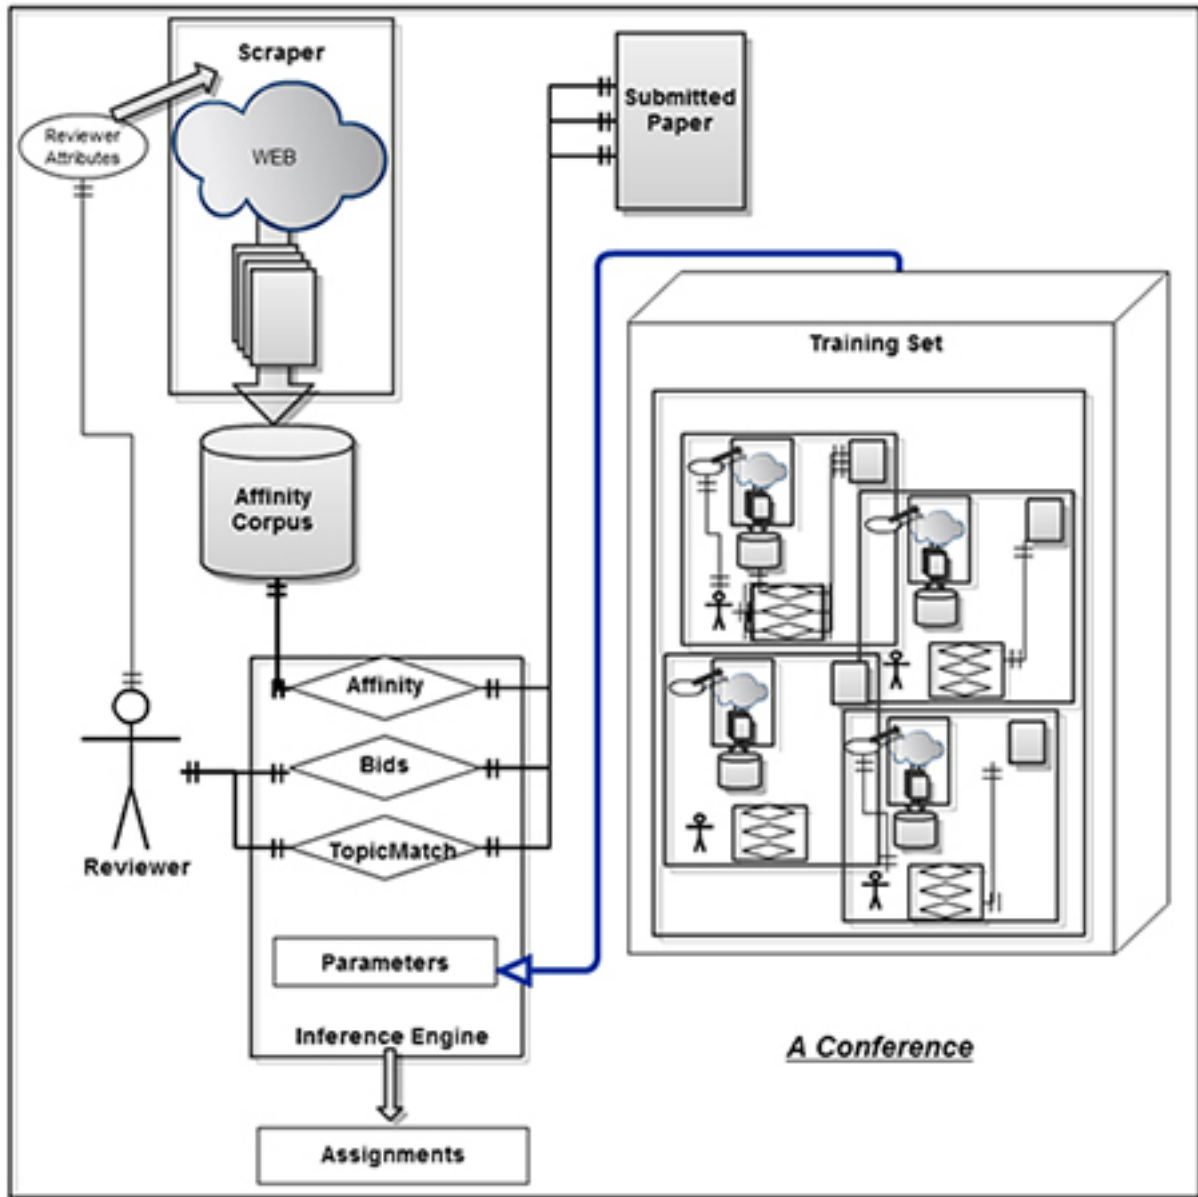 Scraper
Reviewer
Attributes
WEB
Submitted
Paper
Training Set
Affinity
Corpus
Affinity
Bids
TopicMatch
Reviewer
Parameters
Inference Engine
A Conference
Assignments